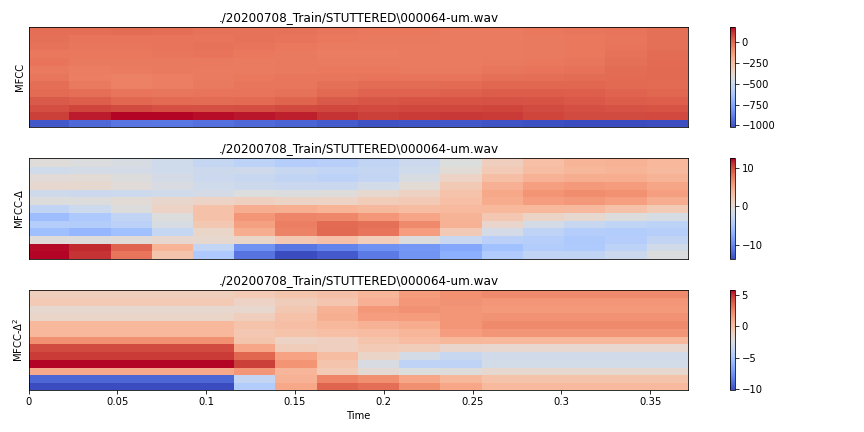 ./20200708_Train/STUTTERED\000064-um.wav
MFCC
0
−250
−500
−750
−1000
./20200708_Train/STUTTERED\000064-um.wav
MFCC-Δ
10
0
−10
./20200708_Train/STUTTERED\000064-um.wav
MFCC-Δ²
5
0
−5
−10
0 0.05 0.1 0.15 0.2 0.25 0.3 0.35
Time